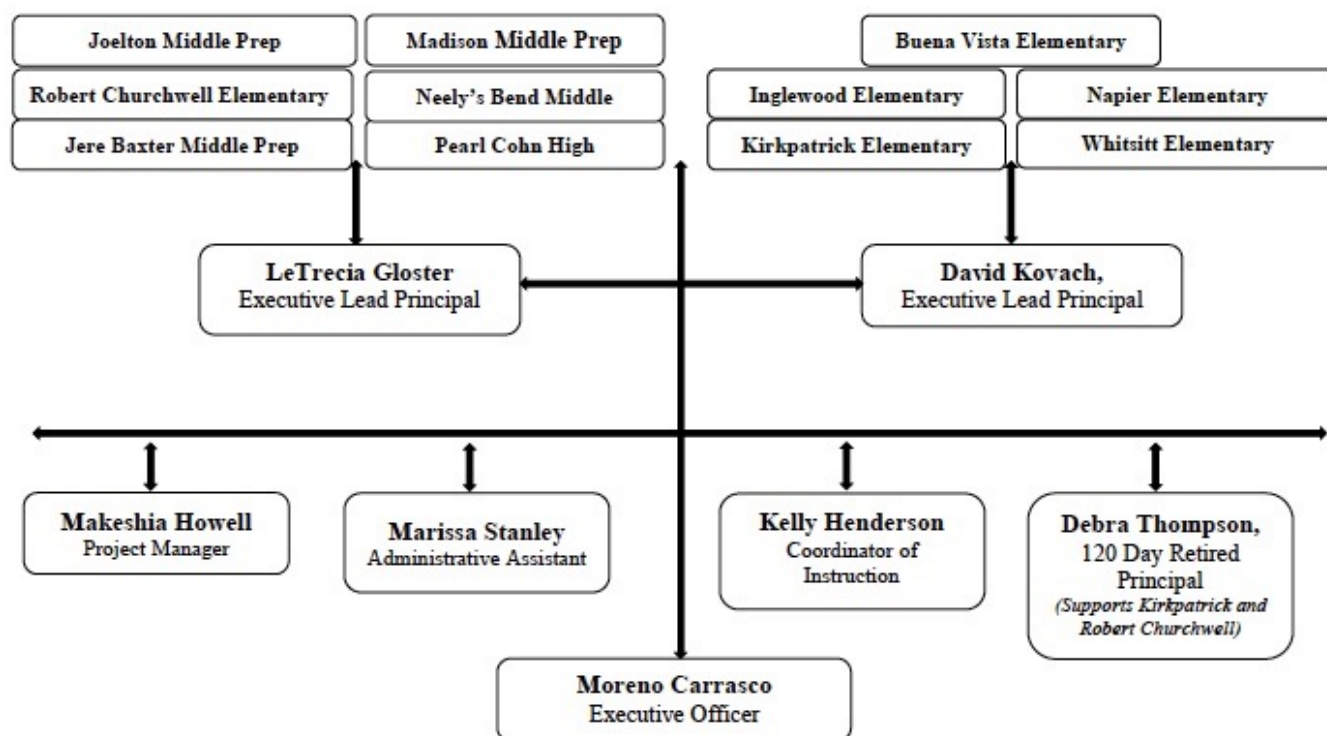 Joelton Middle Prep
Madison Middle Prep
Buena Vista Elementary
Robert Churchwell Elementary
Neely's Bend Middle
Inglewood Elementary
Napier Elementary
Jere Baxter Middle Prep
Pearl Cohn High
Kirkpatrick Elementary
Whitsitt Elementary
LeTrecia Gloster
Executive Lead Principal
David Kovach,
Executive Lead Principal
Makeshia Howell
Project Manager
Marissa Stanley
Administrative Assistant
Kelly Henderson
Coordinator of
Instruction
Debra Thompson,
120 Day Retired
Principal
(Supports Kirkpatrick and
Robert Churchwell)
Moreno Carrasco
Executive Officer